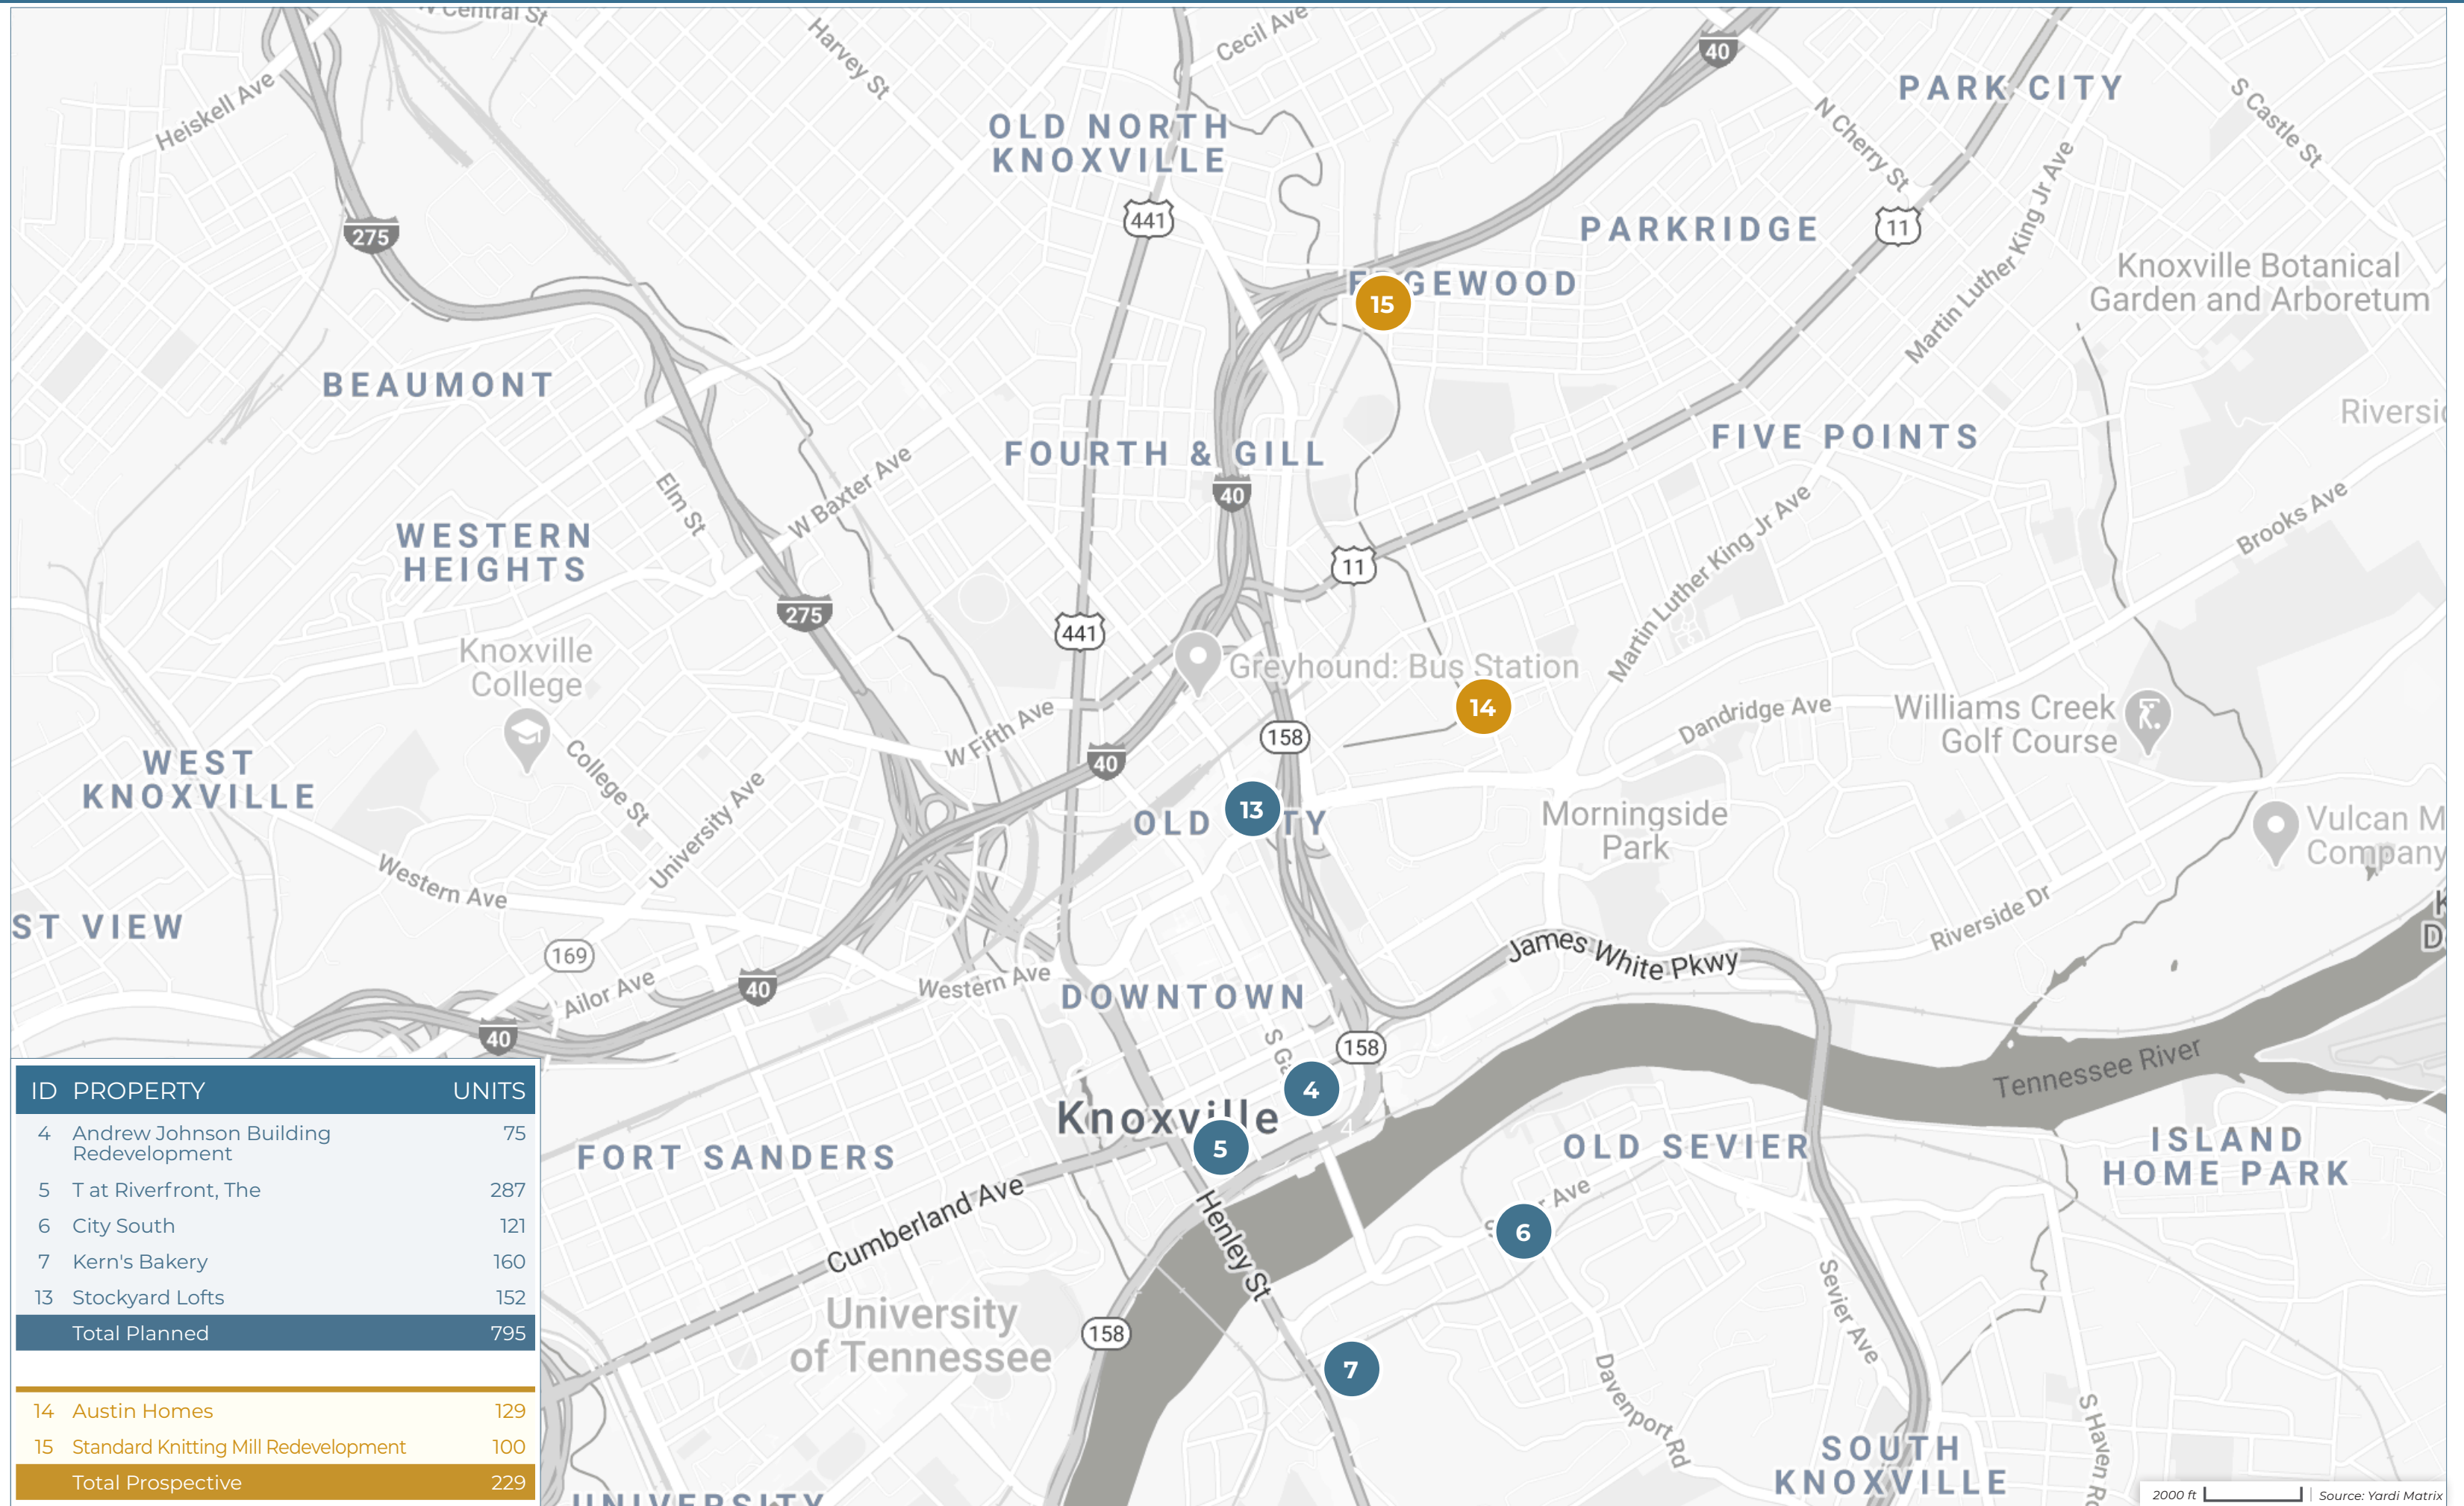 W Central St
Harvey St
Cecil Ave
40
PARK CITY
S Castle St
Heiskell Ave
N Cherry St
OLD NORTH
KNOXVILLE
441
275
PARKRIDGE
11
Martin Luther King Jr Ave
Knoxville Botanical
Garden and Arboretum
15
BEAUMONT
FOURTH & GILL
FIVE POINTS
40
Elm St
W Baxter Ave
Brooks Ave
WESTERN
HEIGHTS
11
Martin Luther King Jr Ave
275
441
Knoxville
College
Greyhound: Bus Station
14
W Fifth Ave
158
Dandridge Ave
Williams Creek
Golf Course
WEST
KNOXVILLE
College St
University Ave
40
13
OLD
TY
Morningside
Park
Vulcan M
Company
Western Ave
ST VIEW
169
Ailor Ave
40
Western Ave
James White Pkwy
Riverside Dr
DOWNTOWN
40
158
4
Tennessee River
Knoxville
5
4
FORT SANDERS
OLD SEVIER
ISLAND
HOME PARK
Cumberland Ave
Henley St
Ave
6
University
of Tennessee
158
7
Sevier Ave
Davenport Rd
S Haven R
SOUTH
KNOXVILLE
UNIVERSITY
ID PROPERTY UNITS
4 Andrew Johnson Building
Redevelopment 75
5 T at Riverfront, The 287
6 City South 121
7 Kern's Bakery 160
13 Stockyard Lofts 152
Total Planned 795
14 Austin Homes 129
15 Standard Knitting Mill Redevelopment 100
Total Prospective 229
2000 ft | Source: Yardi Matrix